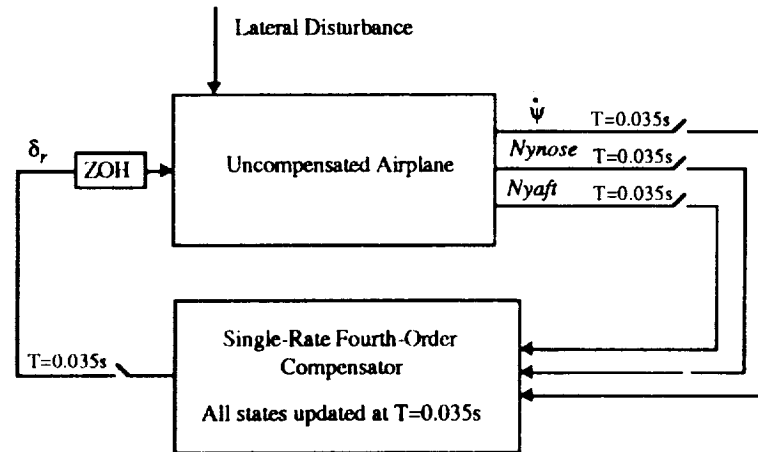 Lateral Disturbance
δr
ZOH
Uncompensated Airplane
ψ̇
T=0.035s
Nynose
T=0.035s
Nyaft
T=0.035s
T=0.035s
Single-Rate Fourth-Order
Compensator
All states updated at T=0.035s